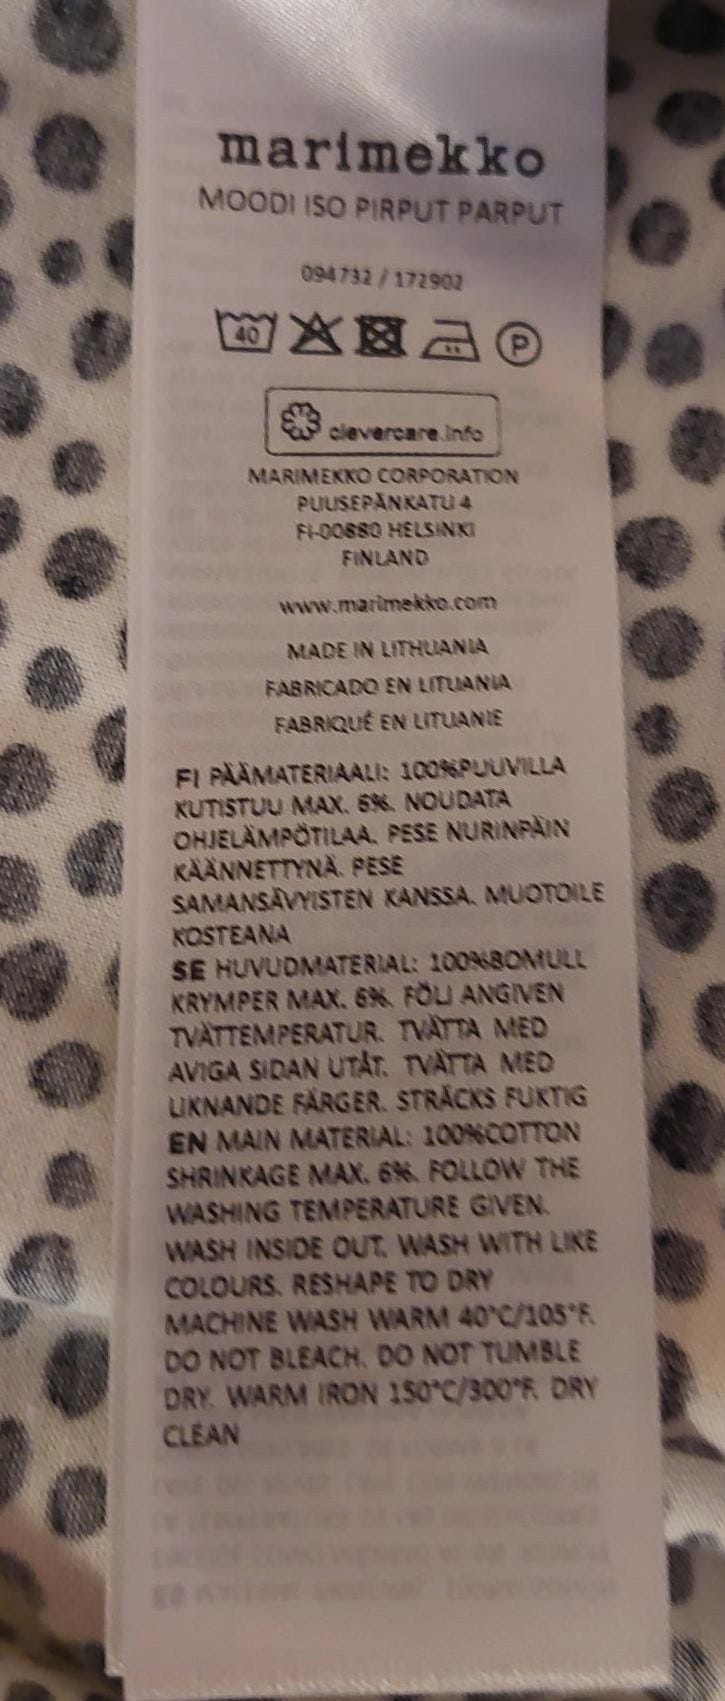 marimekko
MOODI ISO PIRPUT PARPUT
094732 / 172902
40
P
clevercare.info
MARIMEKKO CORPORATION
PUUSEPÄNKATU 4
FI-00880 HELSINKI
FINLAND
www.marimekko.com
MADE IN LITHUANIA
FABRICADO EN LITUANIA
FABRIQUÉ EN LITUANIE
FI PÄÄMATERIAALI: 100%PUUVILLA
KUTISTUU MAX. 6%. NOUDATA
OHJELÄMPÖTILAA. PESE NURINPÄIN
KÄÄNNETTYNÄ. PESE
SAMANSÄVYISTEN KANSSA. MUOTOILE
KOSTEANA
SE HUVUDMATERIAL: 100%BOMULL
KRYMPER MAX. 6%. FÖLJ ANGIVEN
TVÄTTEMPERATUR. TVÄTTA MED
AVIGA SIDAN UTÅT. TVÄTTA MED
LIKNANDE FÄRGER. STRÄCKS FUKTIG
EN MAIN MATERIAL: 100%COTTON
SHRINKAGE MAX. 6%. FOLLOW THE
WASHING TEMPERATURE GIVEN.
WASH INSIDE OUT. WASH WITH LIKE
COLOURS. RESHAPE TO DRY
MACHINE WASH WARM 40°C/105°F.
DO NOT BLEACH. DO NOT TUMBLE
DRY. WARM IRON 150°C/300°F. DRY
CLEAN